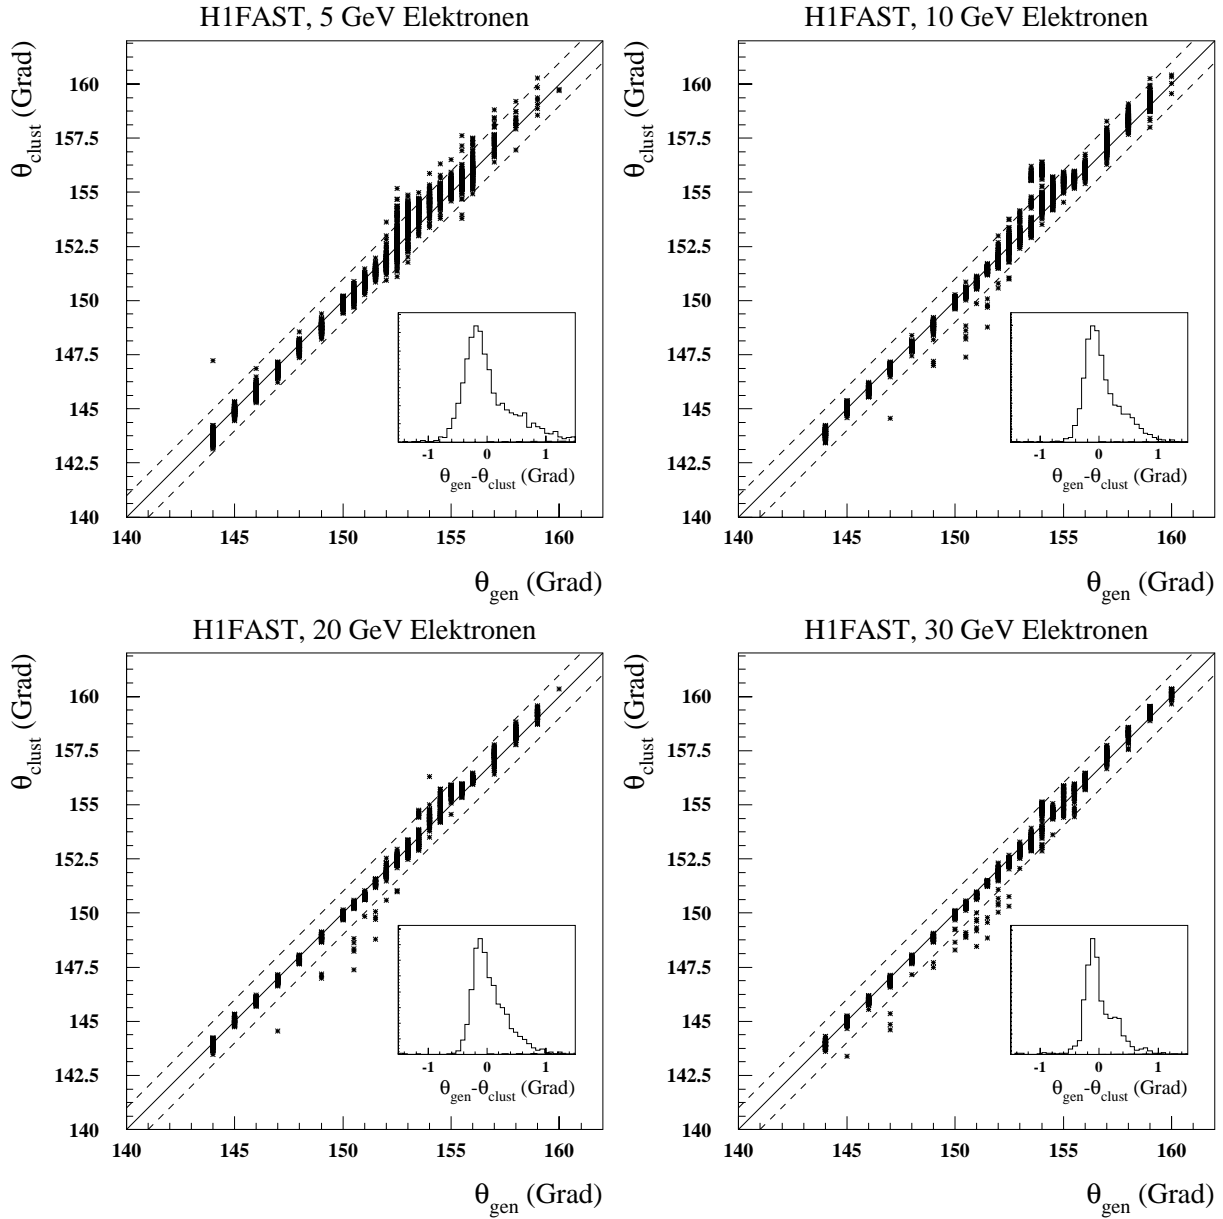 H1FAST, 5 GeV Elektronen
θclust (Grad)
160
157.5
155
152.5
150
147.5
145
142.5
140
140 145 150 155 160
θgen (Grad)
-1 0 1
θgen-θclust (Grad)
H1FAST, 10 GeV Elektronen
θclust (Grad)
160
157.5
155
152.5
150
147.5
145
142.5
140
140 145 150 155 160
θgen (Grad)
-1 0 1
θgen-θclust (Grad)
H1FAST, 20 GeV Elektronen
θclust (Grad)
160
157.5
155
152.5
150
147.5
145
142.5
140
140 145 150 155 160
θgen (Grad)
-1 0 1
θgen-θclust (Grad)
H1FAST, 30 GeV Elektronen
θclust (Grad)
160
157.5
155
152.5
150
147.5
145
142.5
140
140 145 150 155 160
θgen (Grad)
-1 0 1
θgen-θclust (Grad)